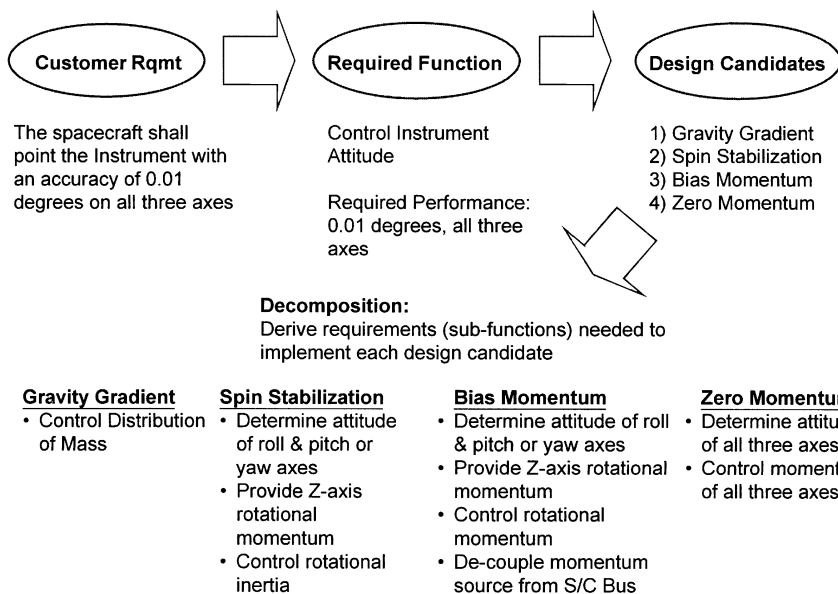 Customer Rqmt
Required Function
Design Candidates
The spacecraft shall
point the Instrument with
an accuracy of 0.01
degrees on all three axes
Control Instrument
Attitude
Required Performance:
0.01 degrees, all three
axes
1) Gravity Gradient
2) Spin Stabilization
3) Bias Momentum
4) Zero Momentum
Decomposition:
Derive requirements (sub-functions) needed to
implement each design candidate
Gravity Gradient
• Control Distribution
of Mass
Spin Stabilization
• Determine attitude
of roll & pitch or
yaw axes
• Provide Z-axis
rotational
momentum
• Control rotational
inertia
Bias Momentum
• Determine attitude of roll
& pitch or yaw axes
• Provide Z-axis rotational
momentum
• Control rotational
momentum
• De-couple momentum
source from S/C Bus
Zero
• Determine
of all three axes
• Control
of all three axes